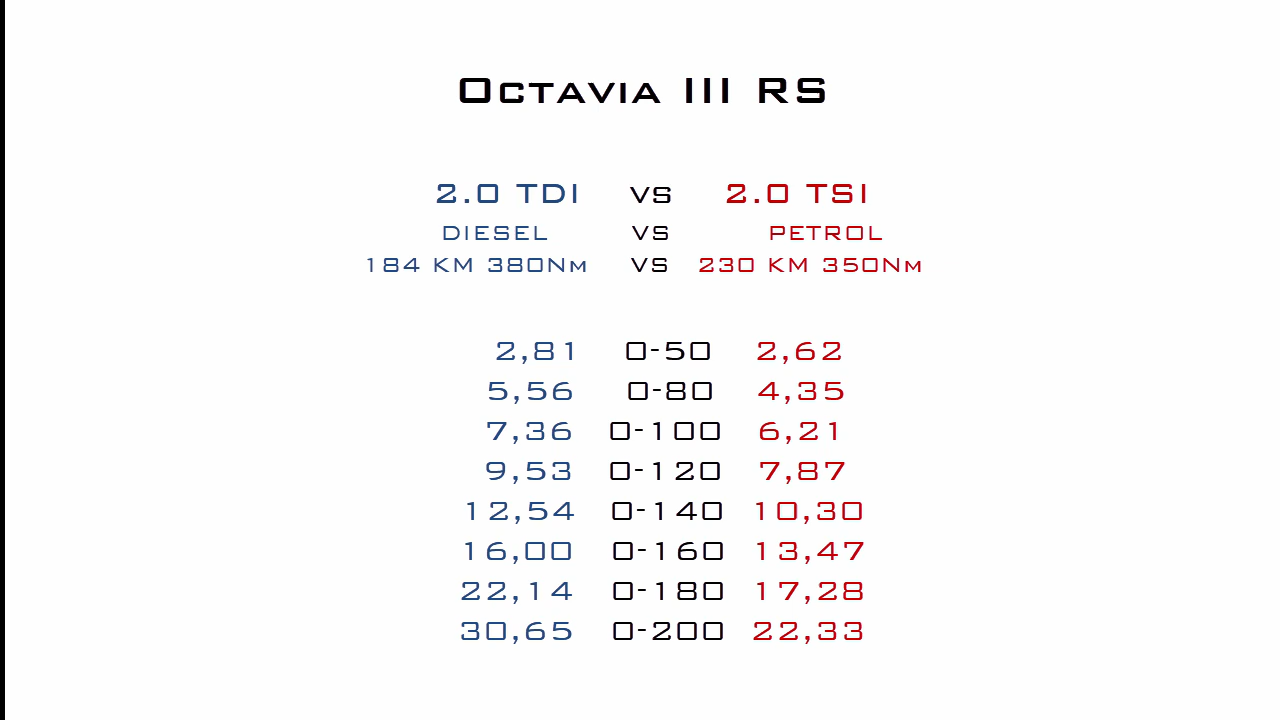 Octavia III RS
2.0 TDI vs 2.0 TSI
DIESEL vs PETROL
184 KM 380Nm vs 230 KM 350Nm
2,81 0-50 2,62
5,56 0-80 4,35
7,36 0-100 6,21
9,53 0-120 7,87
12,54 0-140 10,30
16,00 0-160 13,47
22,14 0-180 17,28
30,65 0-200 22,33